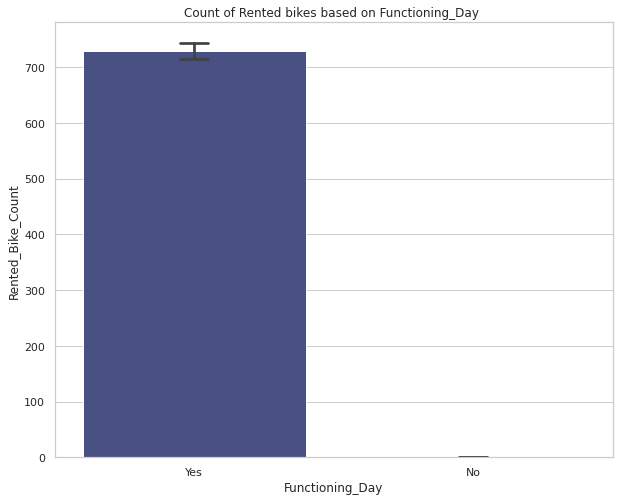 Count of Rented bikes based on Functioning_Day
Rented_Bike_Count
700
600
500
400
300
200
100
0
Yes
No
Functioning_Day